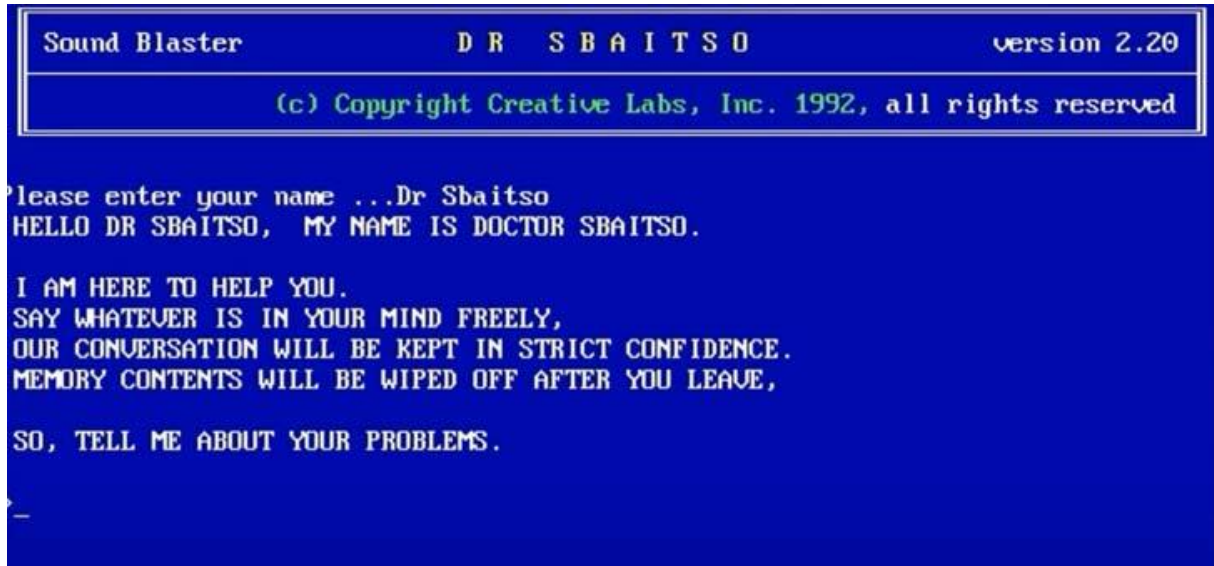 Sound Blaster D R S B A I T S O version 2.20
(c) Copyright Creative Labs, Inc. 1992, all rights reserved
Please enter your name ...Dr Sbaitso
HELLO DR SBAITSO, MY NAME IS DOCTOR SBAITSO.
I AM HERE TO HELP YOU.
SAY WHATEVER IS IN YOUR MIND FREELY,
OUR CONVERSATION WILL BE KEPT IN STRICT CONFIDENCE.
MEMORY CONTENTS WILL BE WIPED OFF AFTER YOU LEAVE,
SO, TELL ME ABOUT YOUR PROBLEMS.
>_